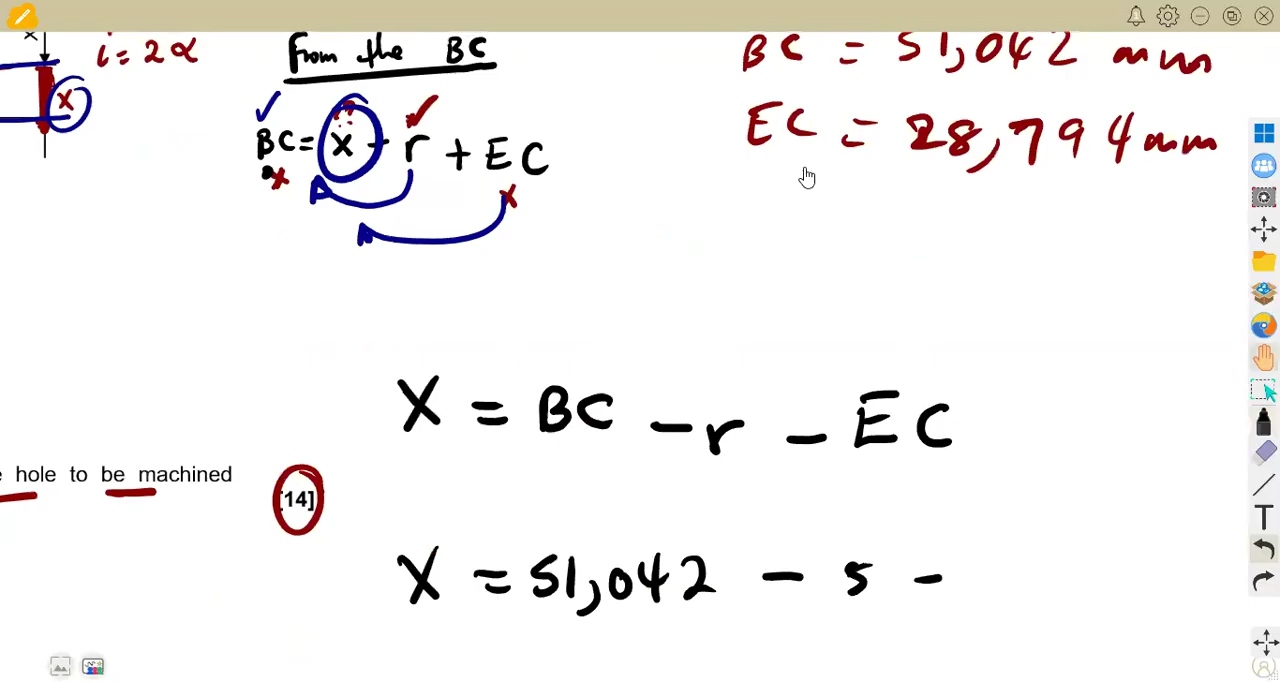 x
i = 2α
x
From the BC
BC = x + r + EC
x
x
BC = 51,042 mm
EC = 28,794 mm
X = BC - r - EC
hole to be machined
[14]
X = 51,042 - 5 -
T